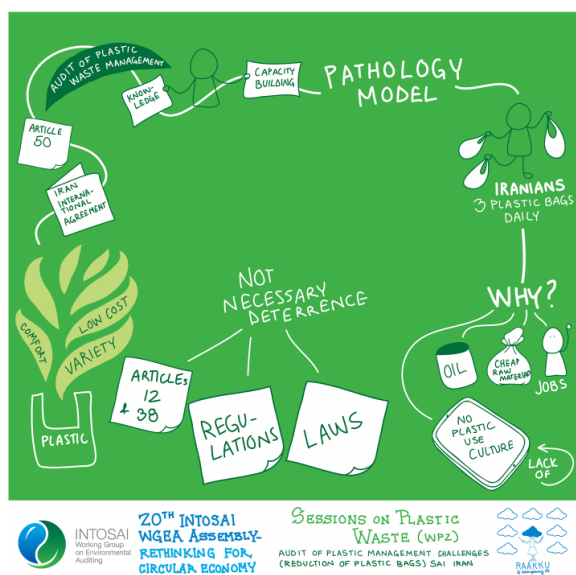 AUDIT OF PLASTIC
WASTE MANAGEMENT
KNOW-
LEDGE
CAPACITY
BUILDING
PATHOLOGY
MODEL
ARTICLE
50
IRAN
INTERNA-
TIONAL
AGREEMENT
IRANIANS
3 PLASTIC BAGS
DAILY
WHY?
OIL
CHEAP
RAW
MATERIAL
JOBS
NO
PLASTIC
USE
CULTURE
LACK
OF
NOT
NECESSARY
DETERRENCE
ARTICLES
12
+ 38
REGU-
LATIONS
LAWS
COMFORT
LOW COST
VARIETY
PLASTIC
INTOSAI
Working Group
on Environmental
Auditing
20TH INTOSAI
WGEA ASSEMBLY-
RETHINKING FOR
CIRCULAR ECONOMY
SESSIONS ON PLASTIC
WASTE (WP2)
AUDIT OF PLASTIC MANAGEMENT CHALLENGES
(REDUCTION OF PLASTIC BAGS) SAI IRAN
RAAKKU
& company oy